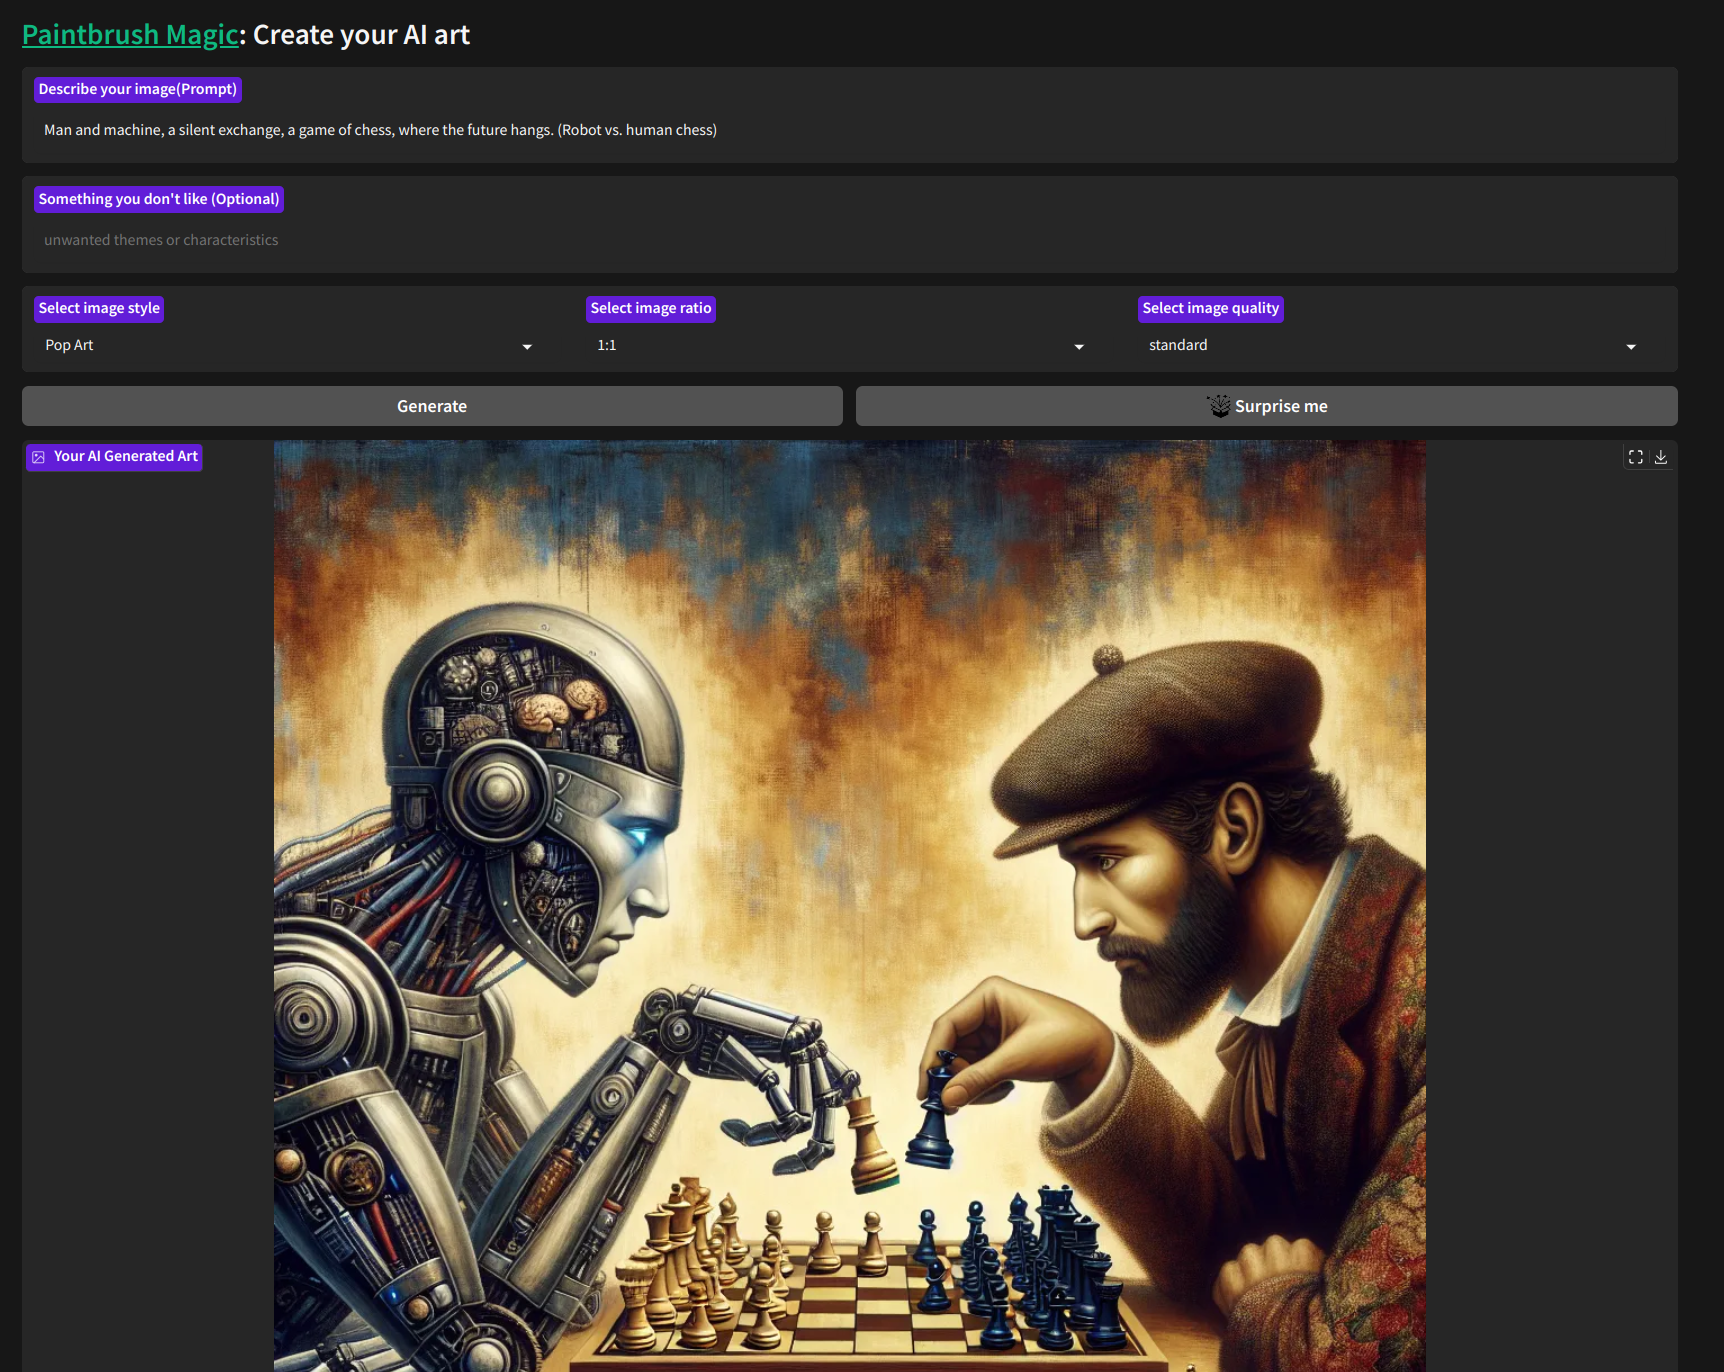 Paintbrush Magic: Create your AI art
Describe your image(Prompt)
Man and machine, a silent exchange, a game of chess, where the future hangs. (Robot vs. human chess)
Something you don't like (Optional)
unwanted themes or characteristics
Select image style
Select image ratio
Select image quality
Pop Art
1:1
standard
Generate
Surprise me
Your AI Generated Art